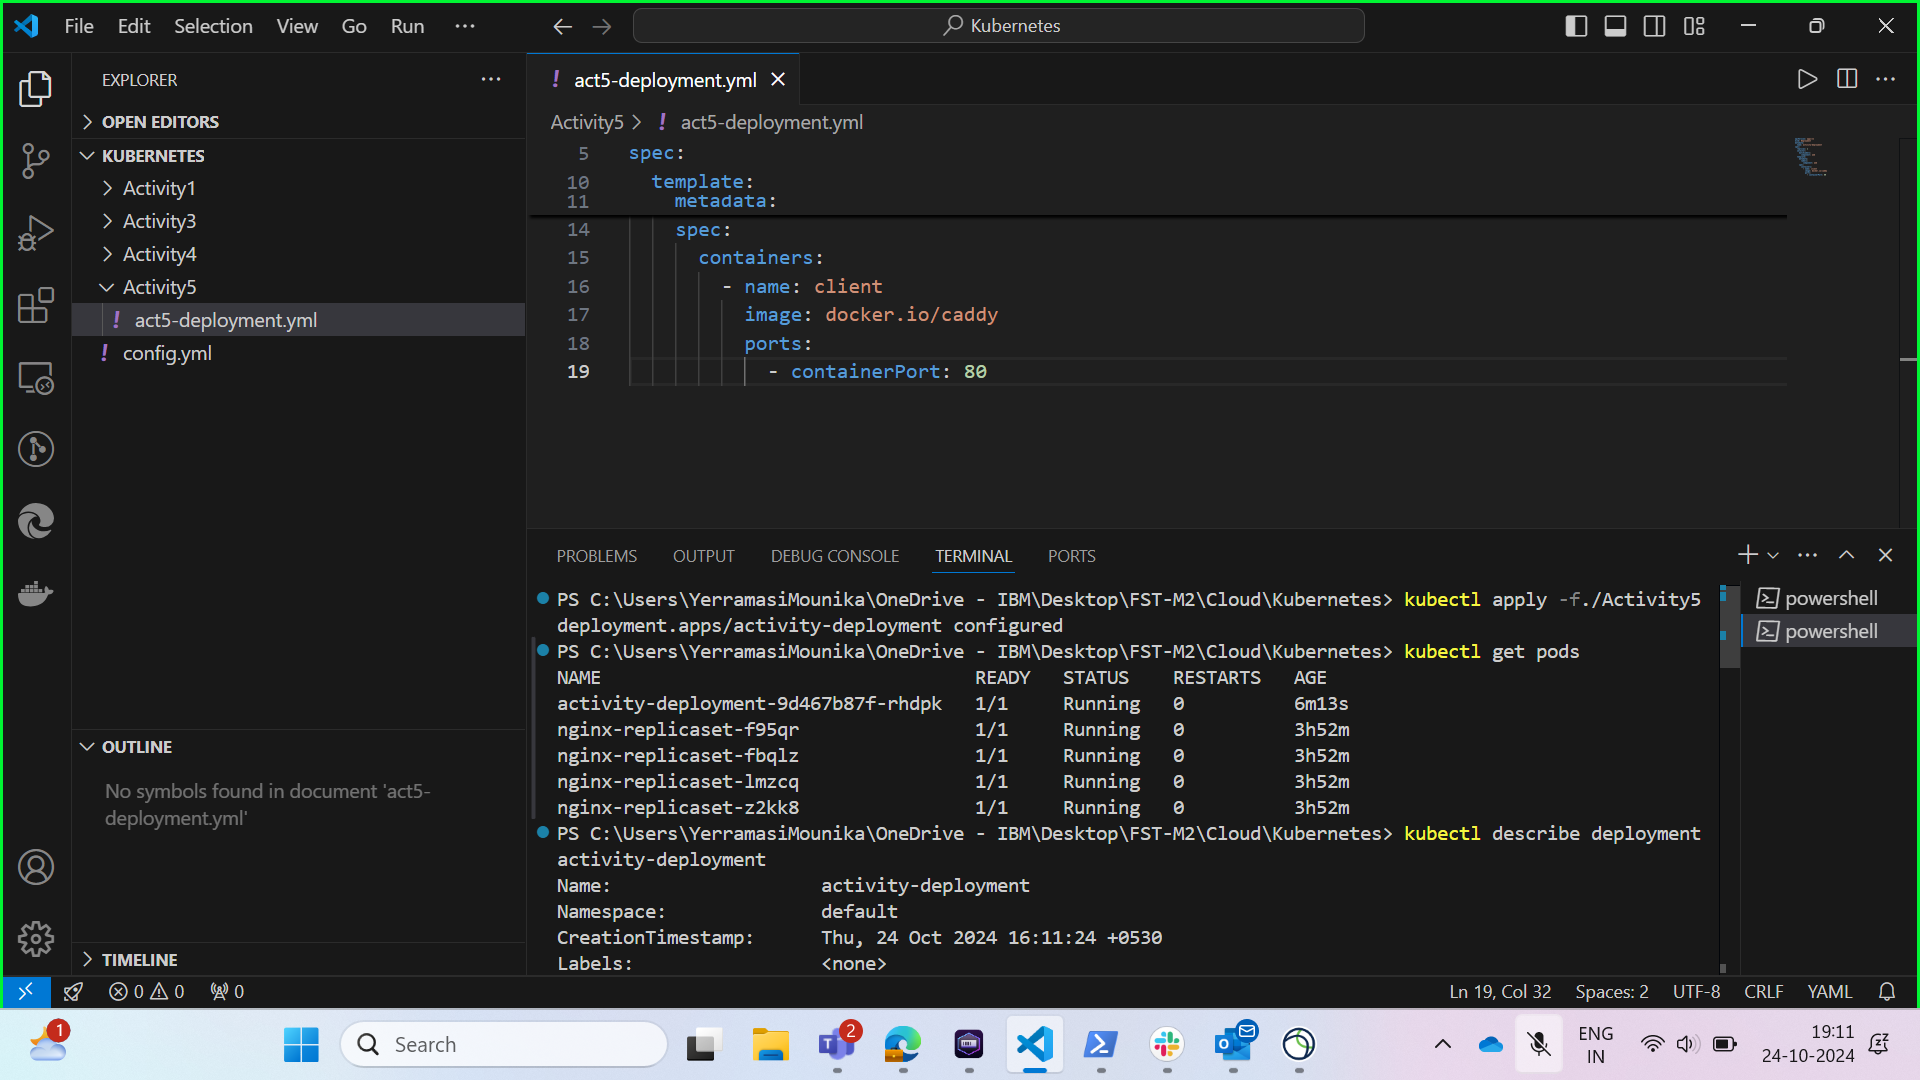 File Edit Selection View Go Run ...
Kubernetes
EXPLORER
OPEN EDITORS
KUBERNETES
Activity1
Activity3
Activity4
Activity5
! act5-deployment.yml
! config.yml
OUTLINE
No symbols found in document 'act5-
deployment.yml'
TIMELINE
! act5-deployment.yml
Activity5 > ! act5-deployment.yml
5 spec:
10 template:
11 metadata:
14 spec:
15 containers:
16 - name: client
17 image: docker.io/caddy
18 ports:
19 - containerPort: 80
PROBLEMS OUTPUT DEBUG CONSOLE TERMINAL PORTS
PS C:\Users\YerramasiMounika\OneDrive - IBM\Desktop\FST-M2\Cloud\Kubernetes> kubectl apply -f./Activity5
deployment.apps/activity-deployment configured
PS C:\Users\YerramasiMounika\OneDrive - IBM\Desktop\FST-M2\Cloud\Kubernetes> kubectl get pods
NAME READY STATUS RESTARTS AGE
activity-deployment-9d467b87f-rhdpk 1/1 Running 0 6m13s
nginx-replicaset-f95qr 1/1 Running 0 3h52m
nginx-replicaset-fbqlz 1/1 Running 0 3h52m
nginx-replicaset-lmzcq 1/1 Running 0 3h52m
nginx-replicaset-z2kk8 1/1 Running 0 3h52m
PS C:\Users\YerramasiMounika\OneDrive - IBM\Desktop\FST-M2\Cloud\Kubernetes> kubectl describe deployment
activity-deployment
Name: activity-deployment
Namespace: default
CreationTimestamp: Thu, 24 Oct 2024 16:11:24 +0530
Labels: <none>
powershell
powershell
0 0 0
Ln 19, Col 32 Spaces: 2 UTF-8 CRLF YAML
1
Search
2
ENG
IN
19:11
24-10-2024